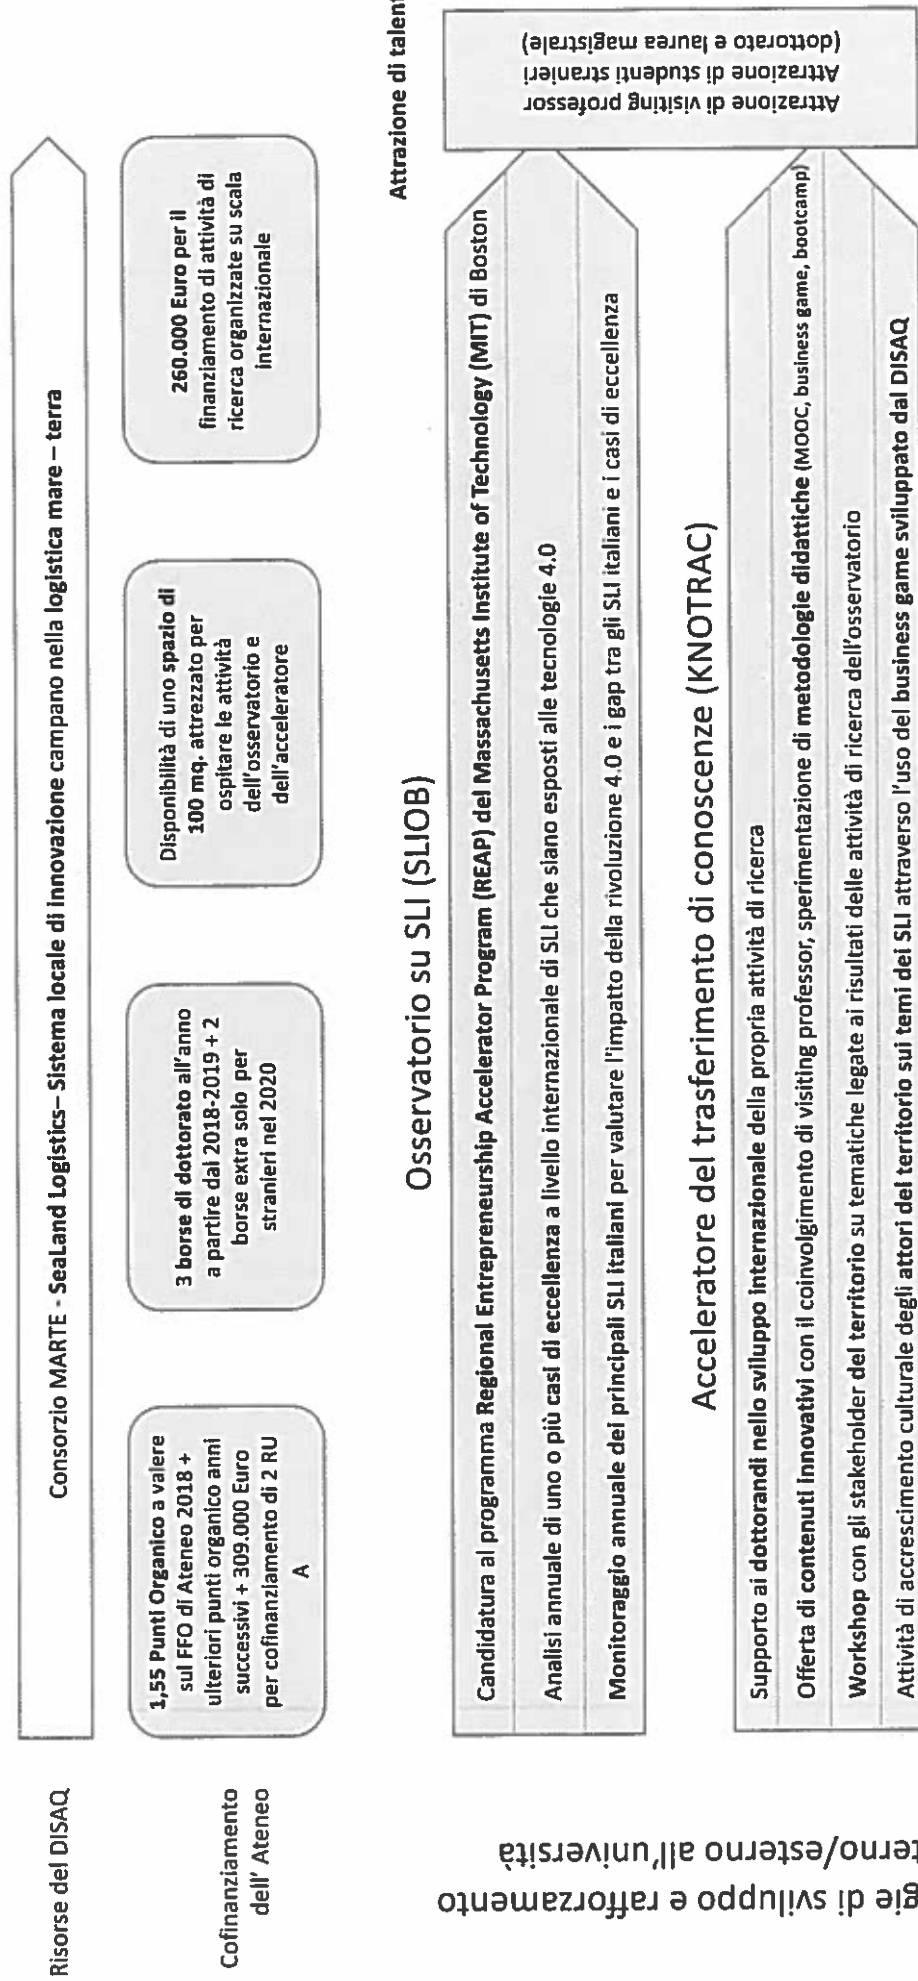 Risorse del DISAQ
Consorzio MARTE - SeaLand Logistics– Sistema locale di innovazione campano nella logistica mare – terra
Cofinanziamento
dell' Ateneo
1,55 Punti Organico a valere
sul FFO di Ateneo 2018 +
ulteriori punti organico anni
successivi + 309.000 Euro
per cofinanziamento di 2 RU
A
3 borse di dottorato all'anno
a partire dal 2018-2019 + 2
borse extra solo per
stranieri nel 2020
Disponibilità di uno spazio di
100 mq. attrezzato per
ospitare le attività
dell'osservatorio e
dell'acceleratore
260.000 Euro per il
finanziamento di attività di
ricerca organizzate su scala
internazionale
Osservatorio su SLI (SLIOB)
Candidatura al programma Regional Entrepreneurship Accelerator Program (REAP) del Massachusetts Institute of Technology (MIT) di Boston
Analisi annuale di uno o più casi di eccellenza a livello internazionale di SLI che siano esposti alle tecnologie 4.0
Monitoraggio annuale dei principali SLI italiani per valutare l'impatto della rivoluzione 4.0 e i gap tra gli SLI italiani e i casi di eccellenza
Acceleratore del trasferimento di conoscenze (KNOTRAC)
Supporto ai dottorandi nello sviluppo internazionale della propria attività di ricerca
Offerta di contenuti innovativi con il coinvolgimento di visiting professor, sperimentazione di metodologie didattiche (MOOC, business game, bootcamp)
Workshop con gli stakeholder del territorio su tematiche legate ai risultati delle attività di ricerca dell'osservatorio
Attività di accrescimento culturale degli attori del territorio sui temi dei SLI attraverso l'uso del business game sviluppato dal DISAQ
Attrazione di talent
Attrazione di visiting professor
Attrazione di studenti stranieri
(dottorato e laurea magistrale)
gie di sviluppo e rafforzamento
terno/esterno all'università